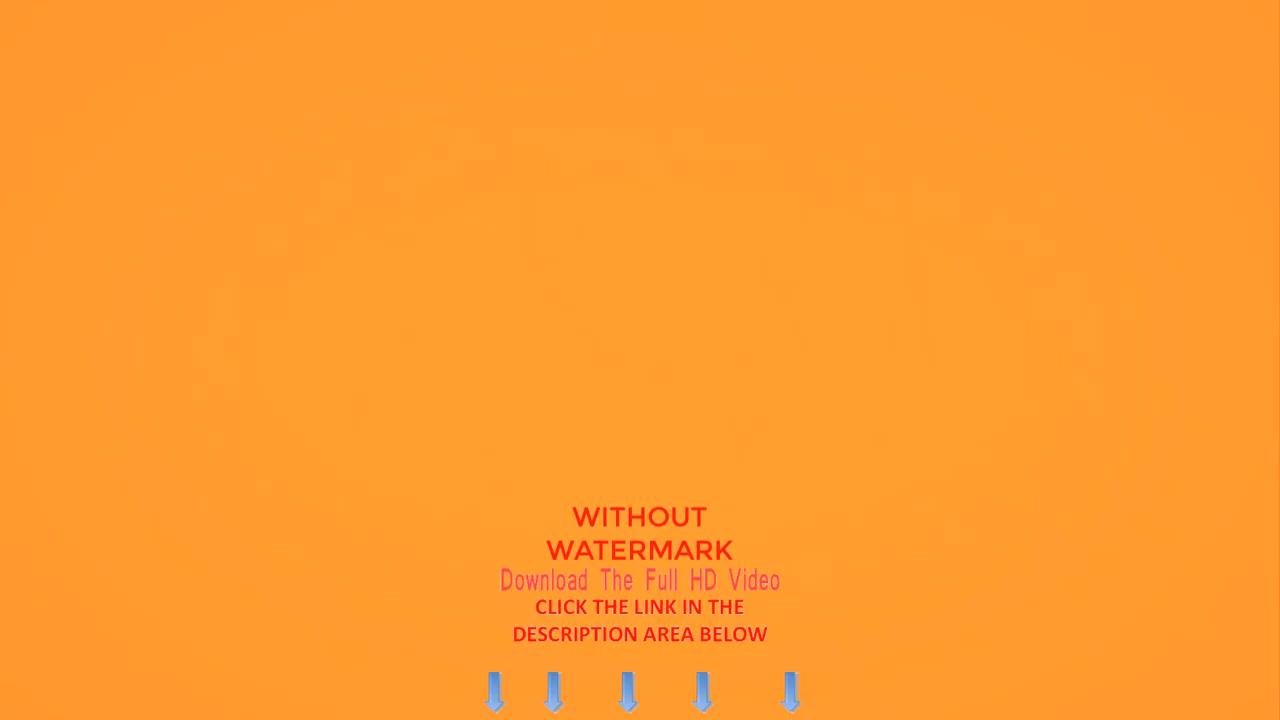 WITHOUT
WATERMARK
Download The Full HD Video
CLICK THE LINK IN THE
DESCRIPTION AREA BELOW